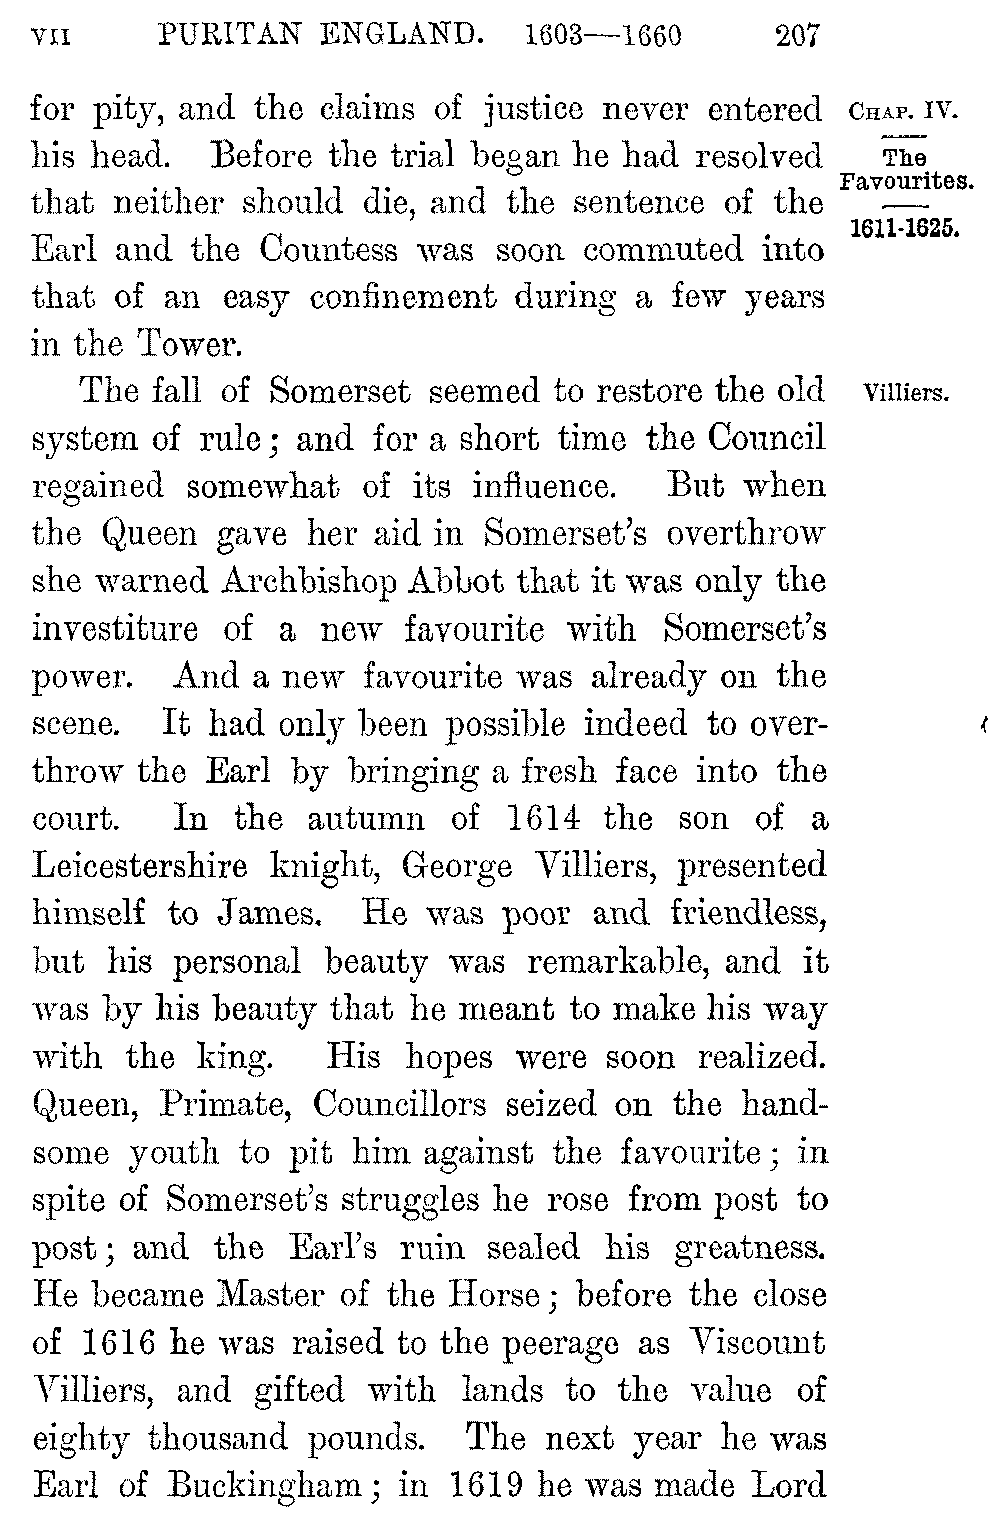 VII PURITAN ENGLAND. 1603—1660 207
for pity, and the claims of justice never entered
his head. Before the trial began he had resolved
that neither should die, and the sentence of the
Earl and the Countess was soon commuted into
that of an easy confinement during a few years
in the Tower.
CHAP. IV.
The
Favourites.
1611-1625.
The fall of Somerset seemed to restore the old
system of rule; and for a short time the Council
regained somewhat of its influence. But when
the Queen gave her aid in Somerset's overthrow
she warned Archbishop Abbot that it was only the
investiture of a new favourite with Somerset's
power. And a new favourite was already on the
scene. It had only been possible indeed to over-
throw the Earl by bringing a fresh face into the
court. In the autumn of 1614 the son of a
Leicestershire knight, George Villiers, presented
himself to James. He was poor and friendless,
but his personal beauty was remarkable, and it
was by his beauty that he meant to make his way
with the king. His hopes were soon realized.
Queen, Primate, Councillors seized on the hand-
some youth to pit him against the favourite; in
spite of Somerset's struggles he rose from post to
post; and the Earl's ruin sealed his greatness.
He became Master of the Horse; before the close
of 1616 he was raised to the peerage as Viscount
Villiers, and gifted with lands to the value of
eighty thousand pounds. The next year he was
Earl of Buckingham; in 1619 he was made Lord
Villiers.